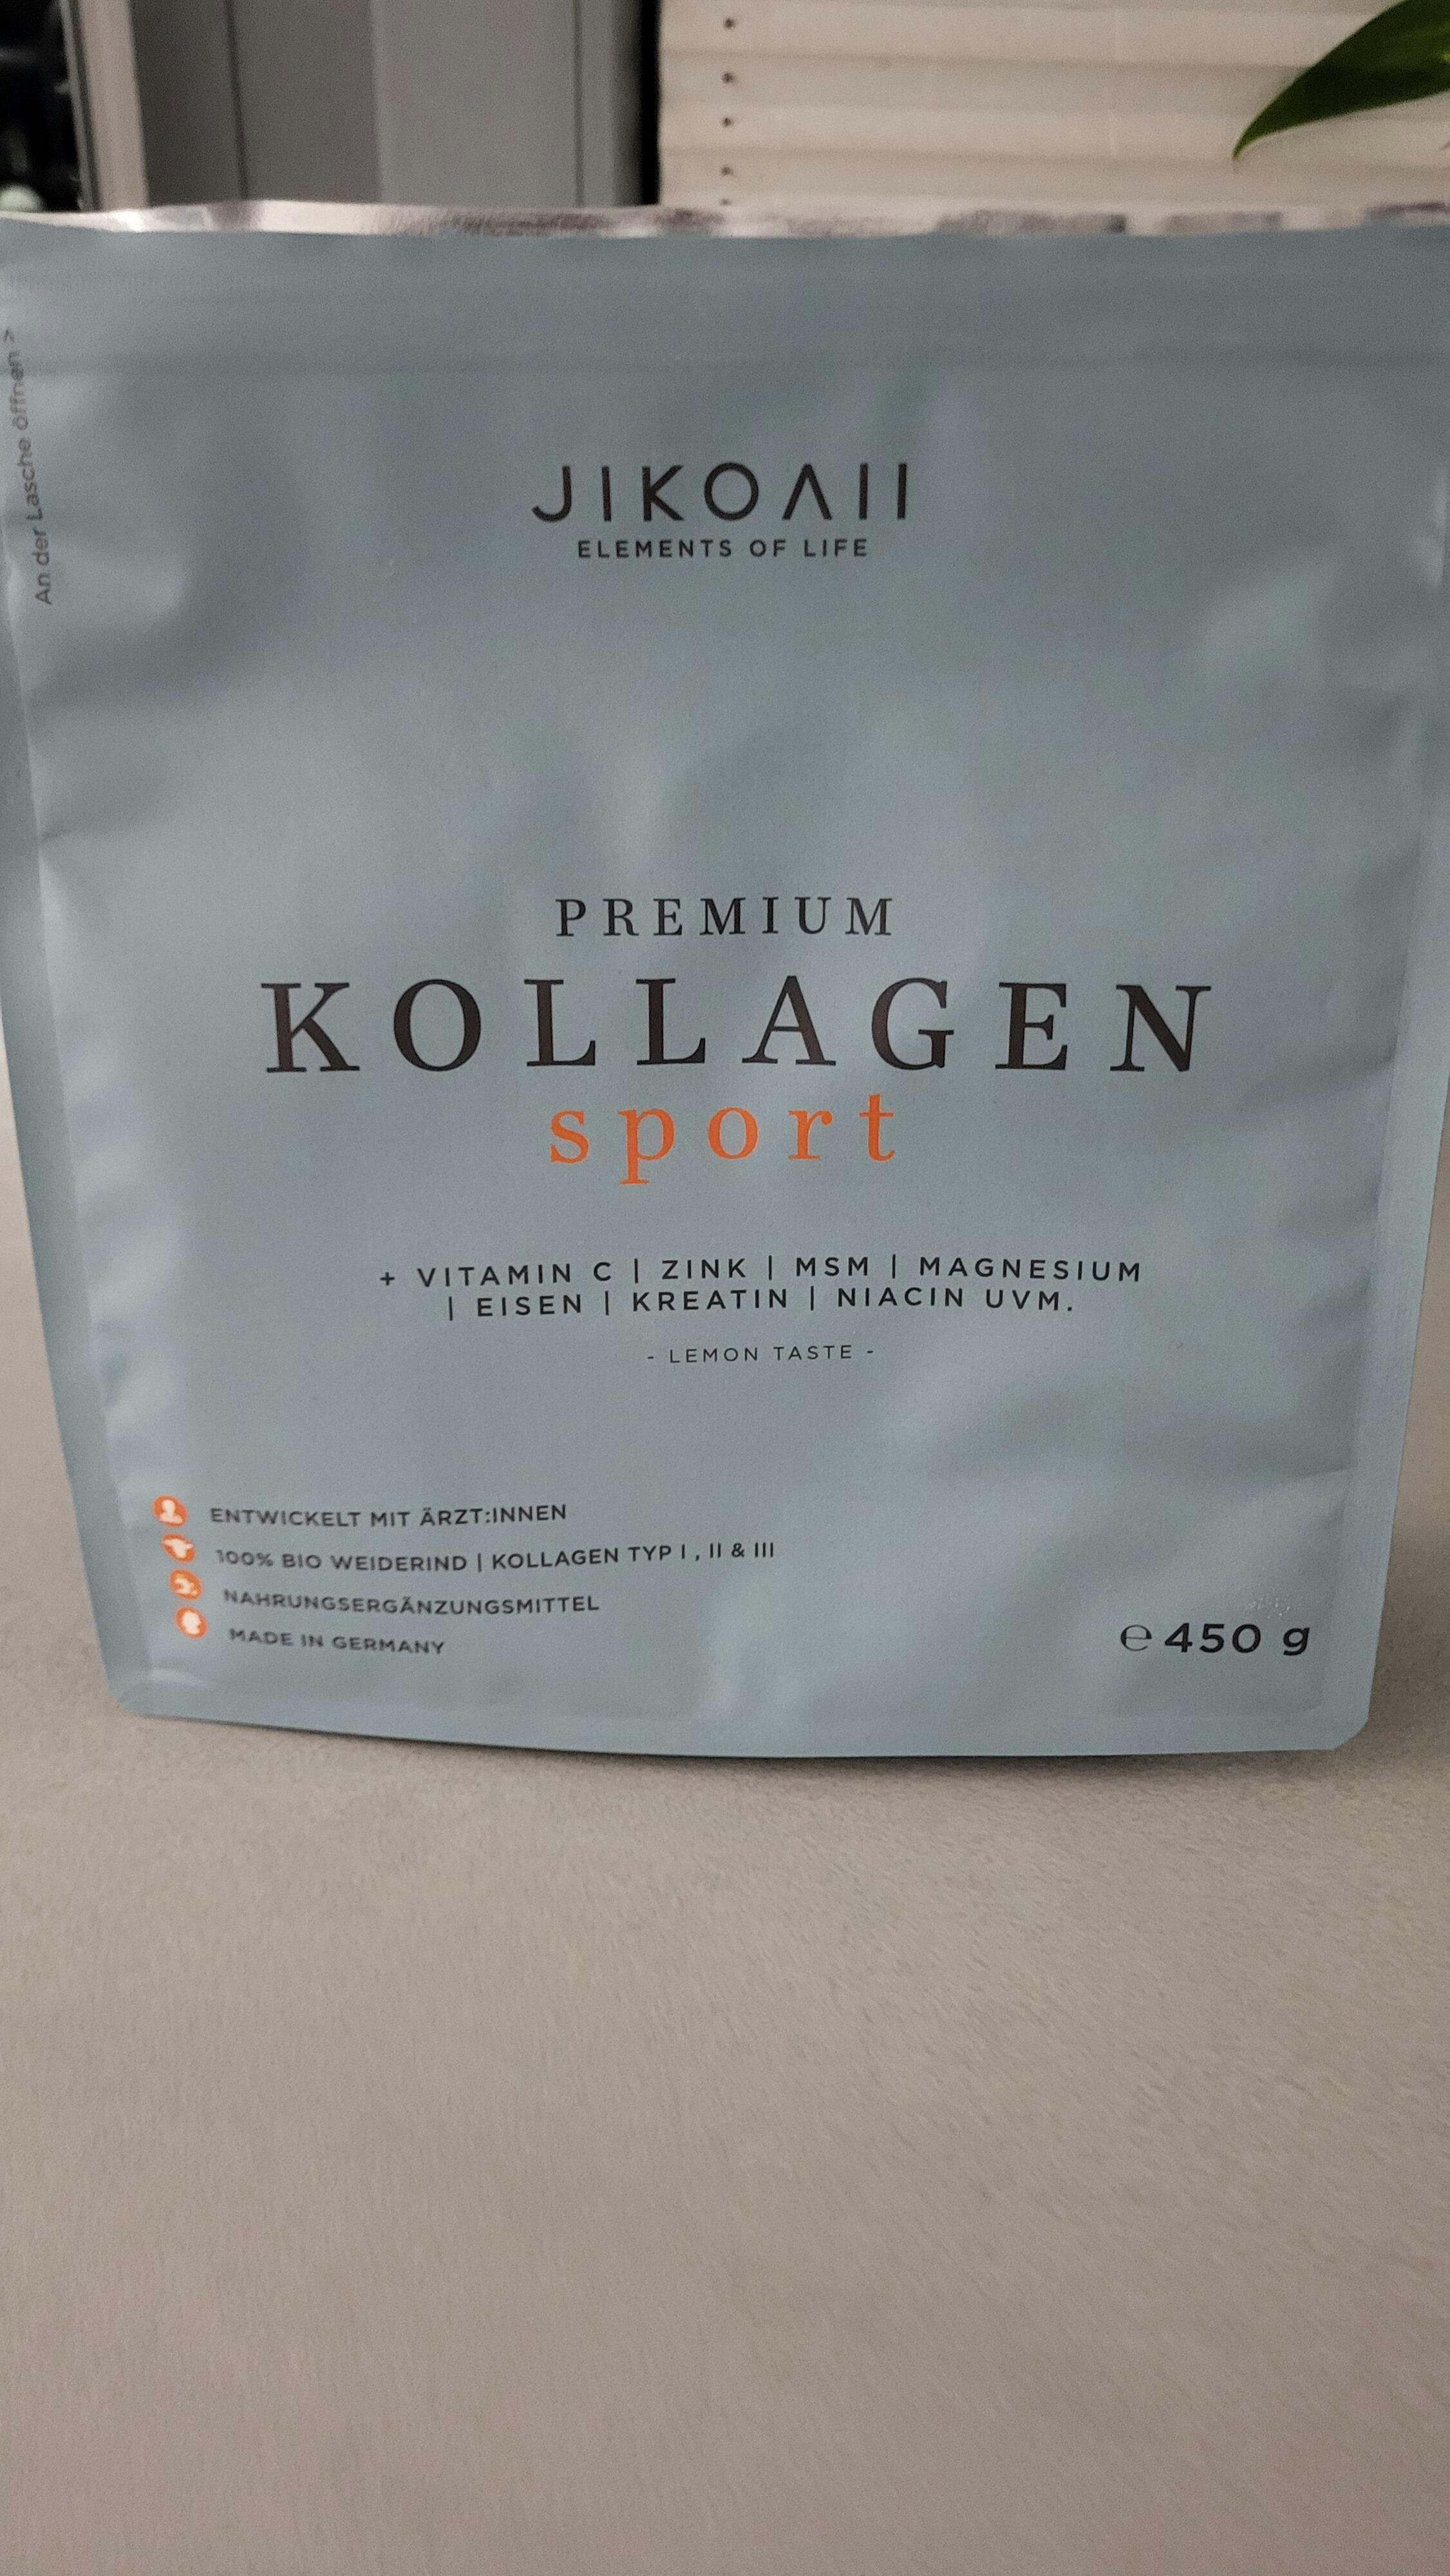 An der Lasche öffnen >
JIKOΛII
ELEMENTS OF LIFE
PREMIUM
KOLLAGEN
sport
+ VITAMIN C | ZINK | MSM | MAGNESIUM
| EISEN | KREATIN | NIACIN UVM.
- LEMON TASTE -
ENTWICKELT MIT ÄRZT:INNEN
100% BIO WEIDERIND | KOLLAGEN TYP I , II & III
NAHRUNGSERGÄNZUNGSMITTEL
MADE IN GERMANY
℮ 450 g